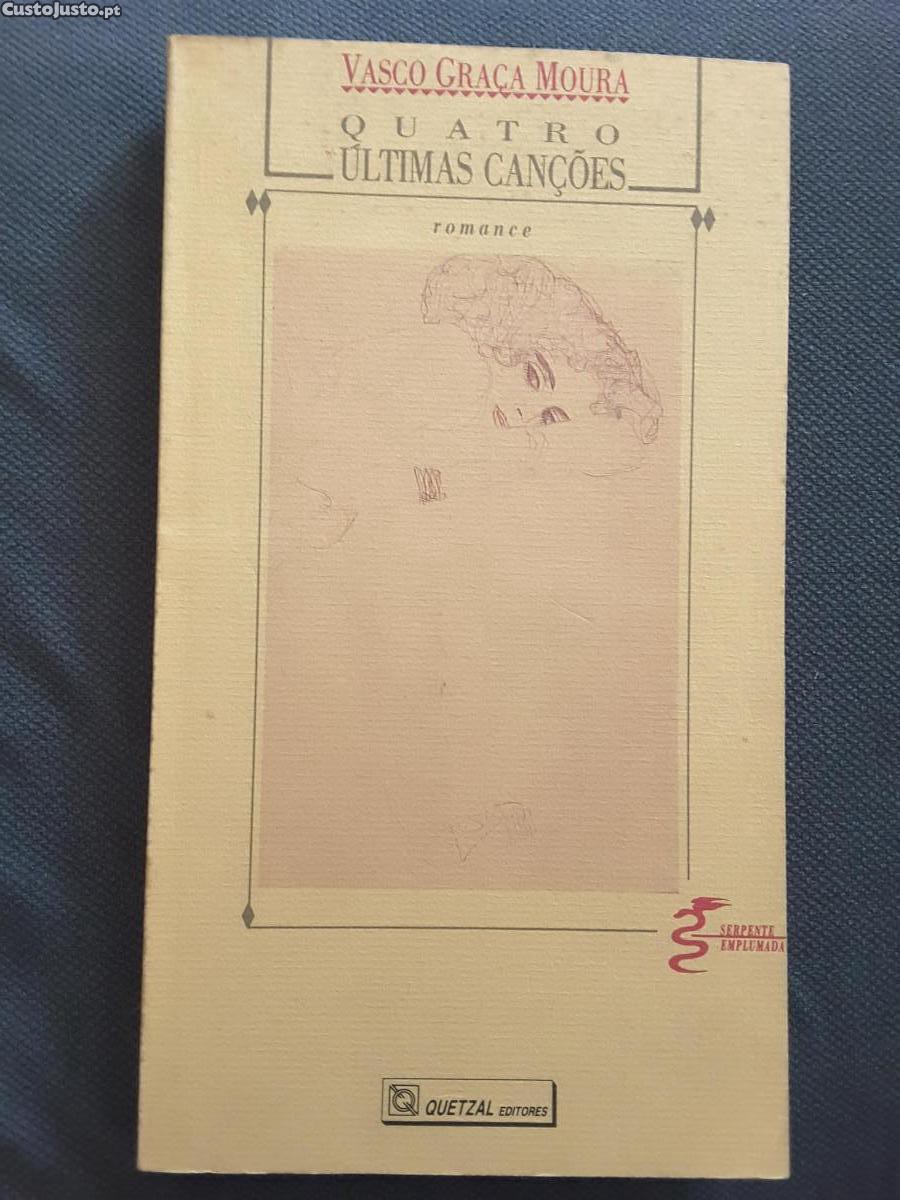 CustoJusto.pt
VASCO GRAÇA MOURA
QUATRO
ÚLTIMAS CANÇÕES
romance
SERPENTE
EMPLUMADA
QUETZAL EDITORES